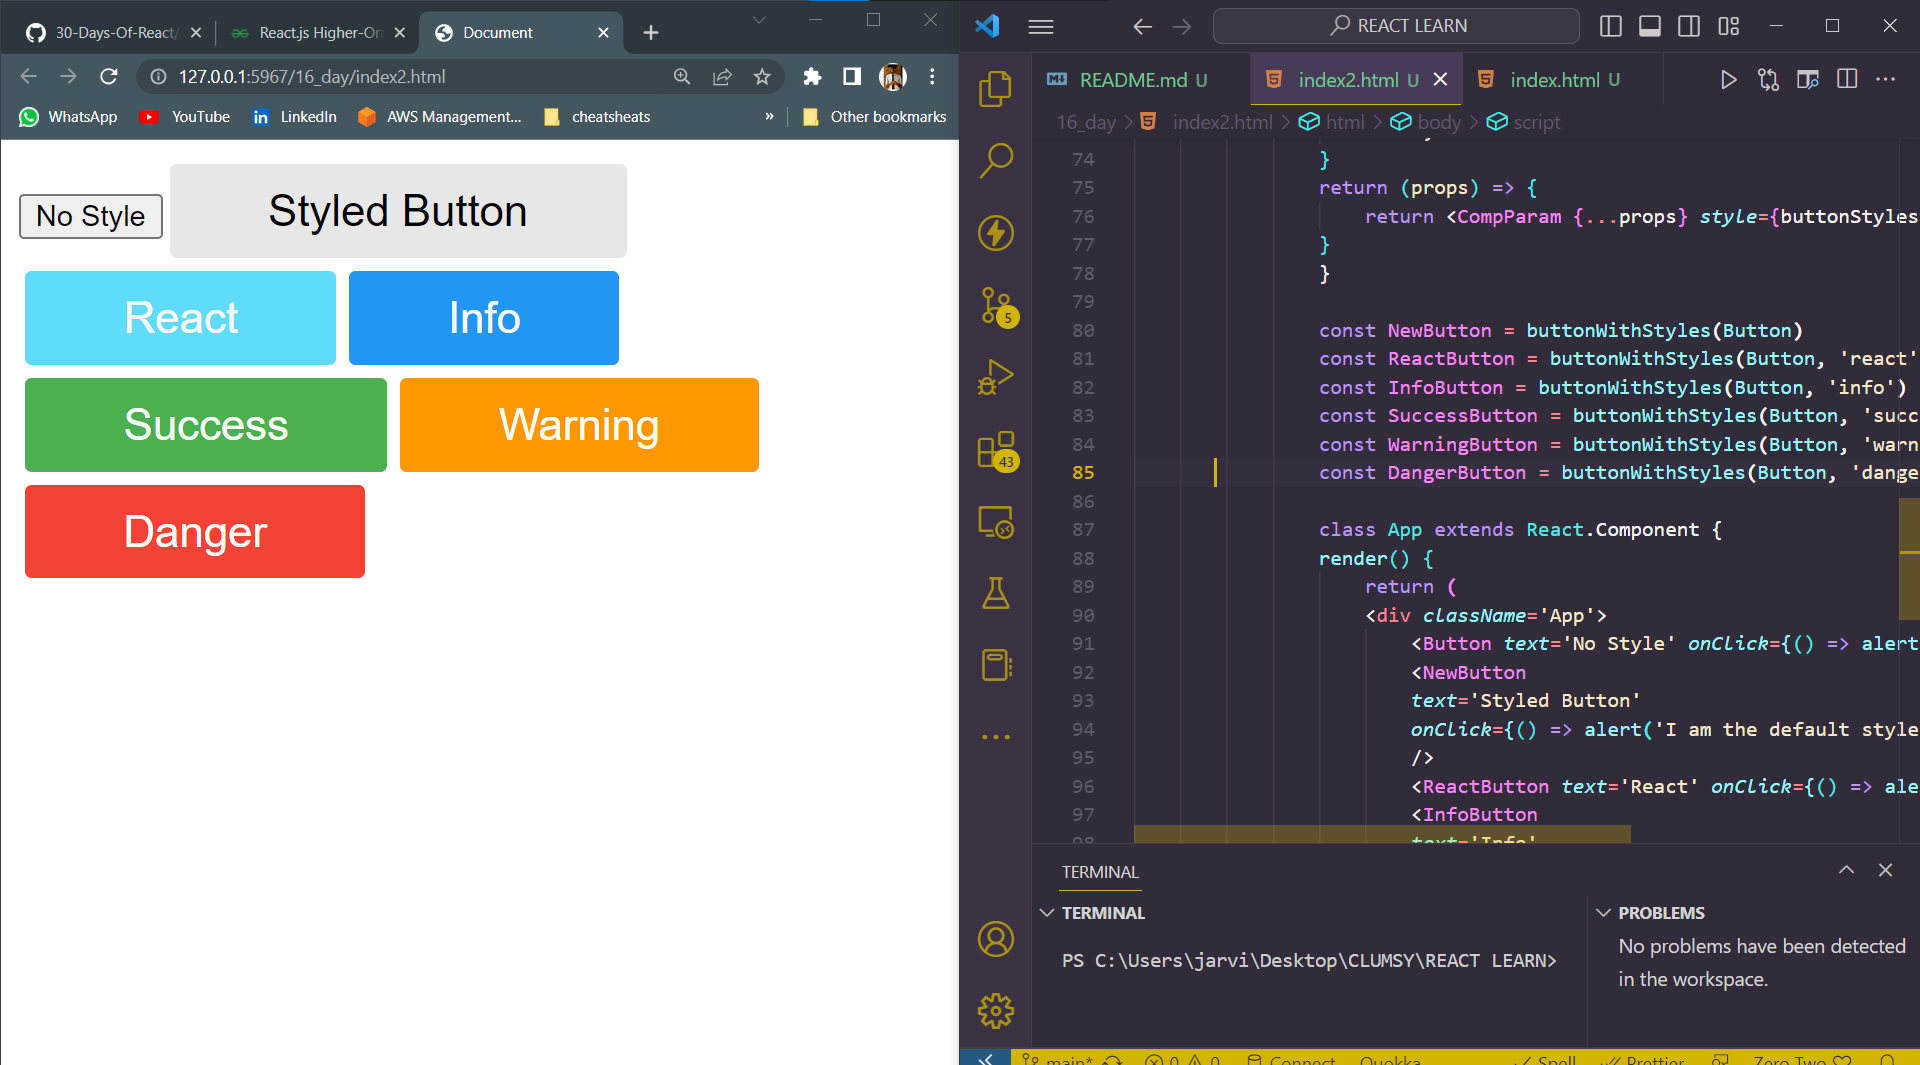 30-Days-Of-React/
React.js Higher-Or
Document
127.0.0.1:5967/16_day/index2.html
WhatsApp
YouTube
LinkedIn
AWS Management...
cheatsheets
»
Other bookmarks
No Style
Styled Button
React
Info
Success
Warning
Danger
REACT LEARN
README.md U
index2.html U
index.html U
16_day > index2.html > html > body > script
74 }
75 return (props) => {
76 return <CompParam {...props} style={buttonStyles
77 }
78 }
79
80 const NewButton = buttonWithStyles(Button)
81 const ReactButton = buttonWithStyles(Button, 'react'
82 const InfoButton = buttonWithStyles(Button, 'info')
83 const SuccessButton = buttonWithStyles(Button, 'succ
84 const WarningButton = buttonWithStyles(Button, 'warn
85 const DangerButton = buttonWithStyles(Button, 'dange
86
87 class App extends React.Component {
88 render() {
89 return (
90 <div className='App'>
91 <Button text='No Style' onClick={() => alert
92 <NewButton
93 text='Styled Button'
94 onClick={() => alert('I am the default style
95 />
96 <ReactButton text='React' onClick={() => ale
97 <InfoButton
98 text='Info'
5
43
TERMINAL
TERMINAL
PS C:\Users\jarvi\Desktop\CLUMSY\REACT LEARN>
PROBLEMS
No problems have been detected
in the workspace.
main* 0 0 Connect Quokka Spell Prettier Zero Two